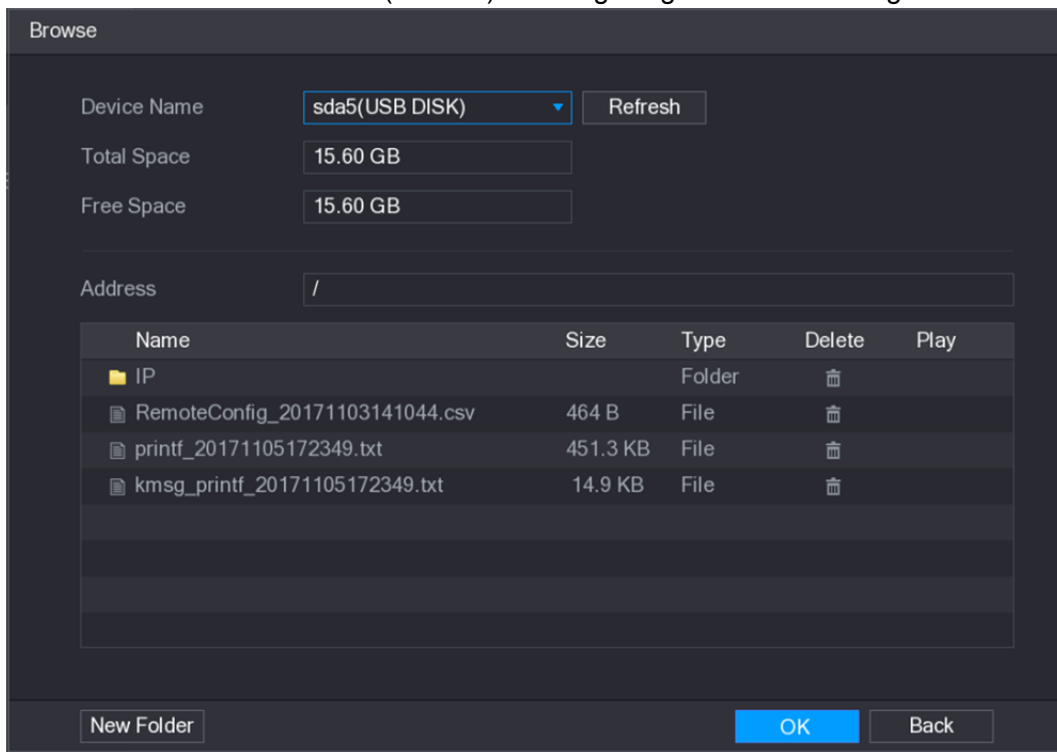 Browse
Device Name sda5(USB DISK) Refresh
Total Space 15.60 GB
Free Space 15.60 GB
Address /
Name Size Type Delete Play
IP Folder
RemoteConfig_20171103141044.csv 464 B File
printf_20171105172349.txt 451.3 KB File
kmsg_printf_20171105172349.txt 14.9 KB File
New Folder OK Back